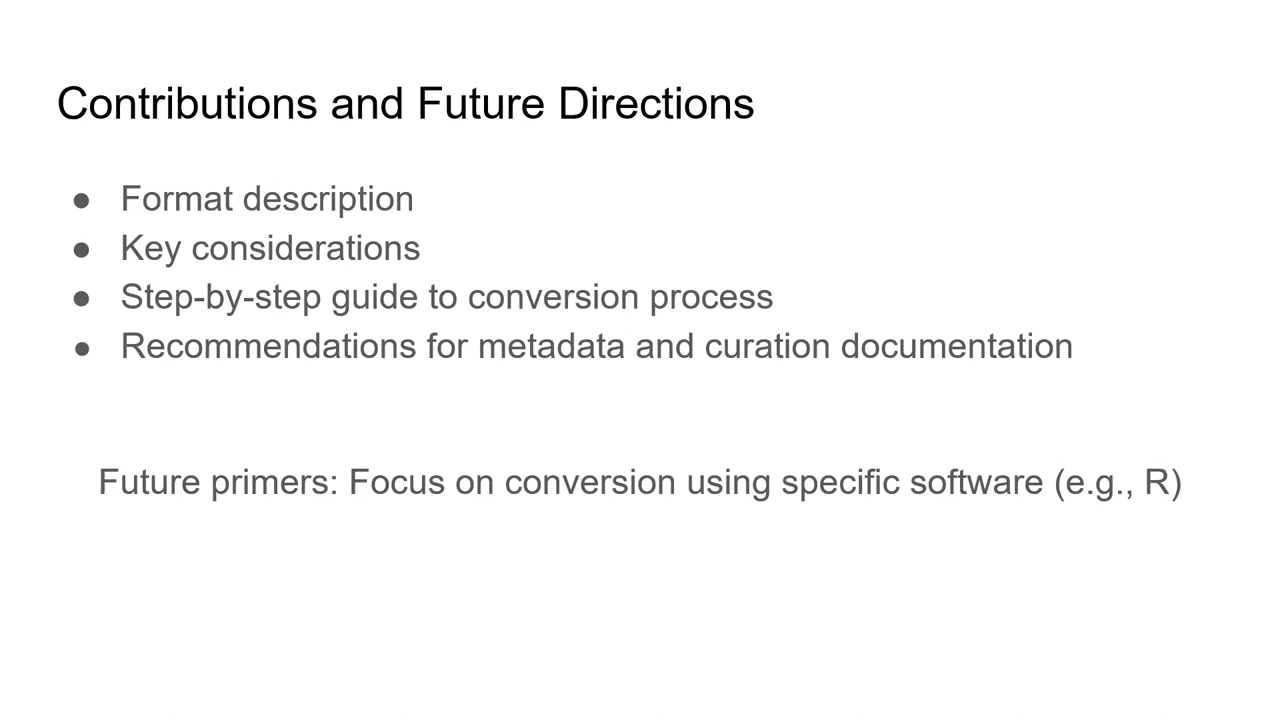 Contributions and Future Directions
● Format description
● Key considerations
● Step-by-step guide to conversion process
● Recommendations for metadata and curation documentation
Future primers: Focus on conversion using specific software (e.g., R)